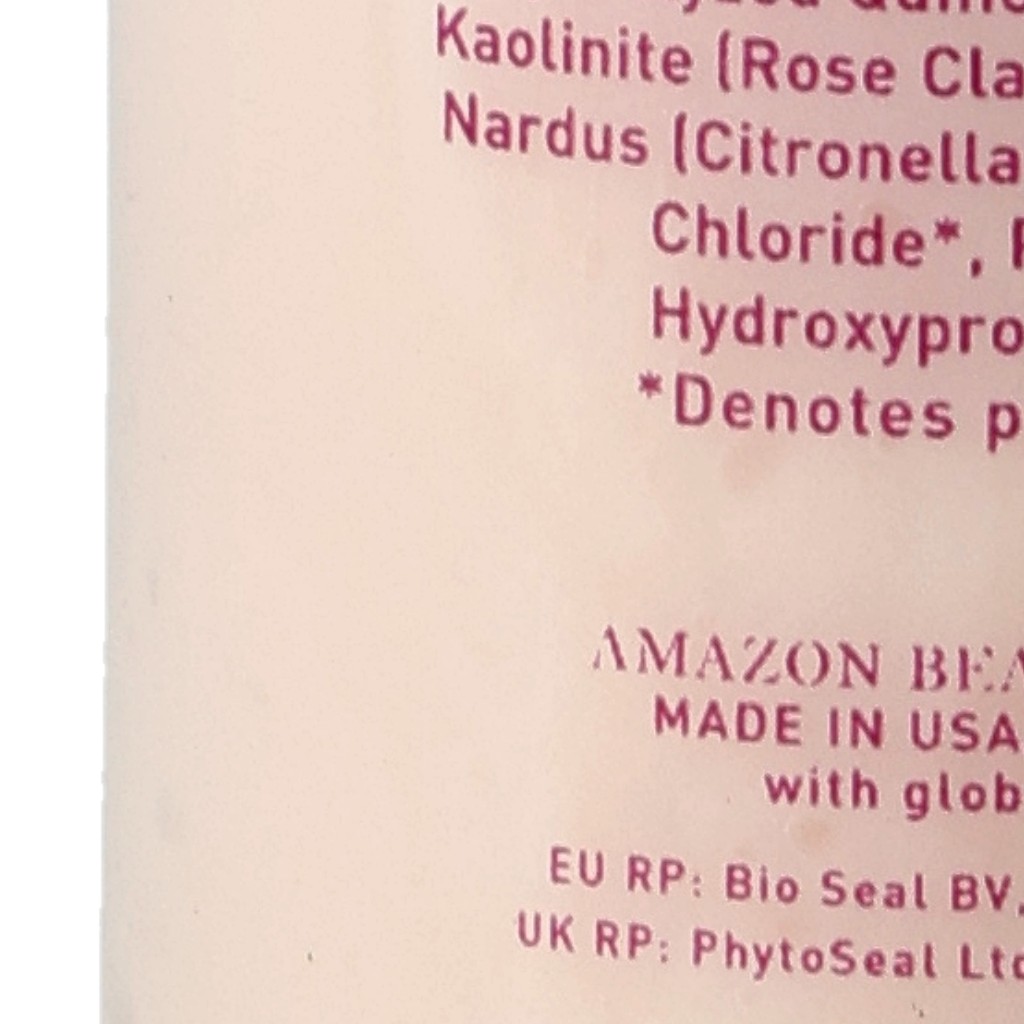 Kaolinite (Rose Cla
Nardus (Citronella
Chloride*,
Hydroxypro
*Denotes p
AMAZON BEA
MADE IN USA
with glob
EU RP: Bio Seal BV,
UK RP: PhytoSeal Ltd